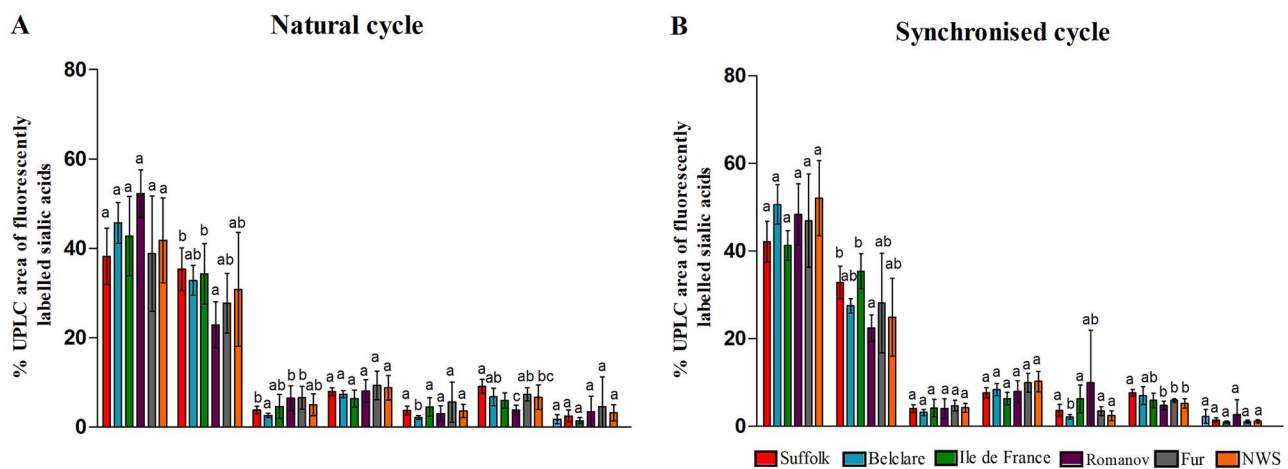 A
Natural cycle
% UPLC area of fluorescently
labelled sialic acids
80
60
40
20
0
a a a a a a
b ab b a ab ab
b a ab b b ab
a a a a a a
a b a a a a
a ab c ab ab bc
a a a a a a
B
Synchronised cycle
% UPLC area of fluorescently
labelled sialic acids
80
60
40
20
0
a a a a a a
b ab b a ab ab
a a a a a a
a a a a a a
a b a ab a a
a a ab b b b
a a a a a a
Suffolk Belclare Ile de France Romanov Fur NWS